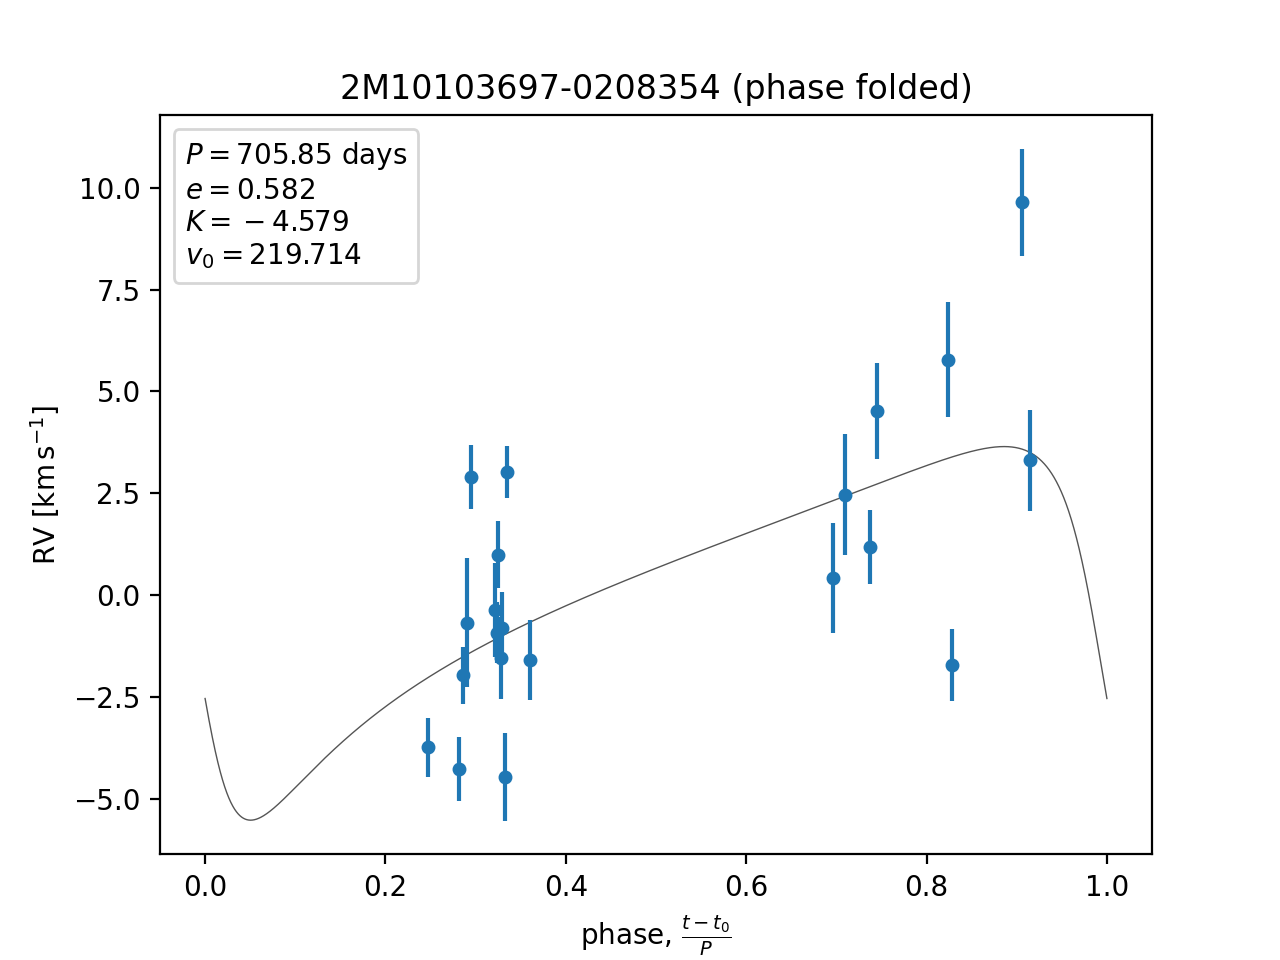 2M10103697-0208354 (phase folded)
P = 705.85 days
e = 0.582
K = − 4.579
v₀ = 219.714
RV [km s⁻¹]
10.0
7.5
5.0
2.5
0.0
−2.5
−5.0
0.0 0.2 0.4 0.6 0.8 1.0
phase, (t − t₀)/P